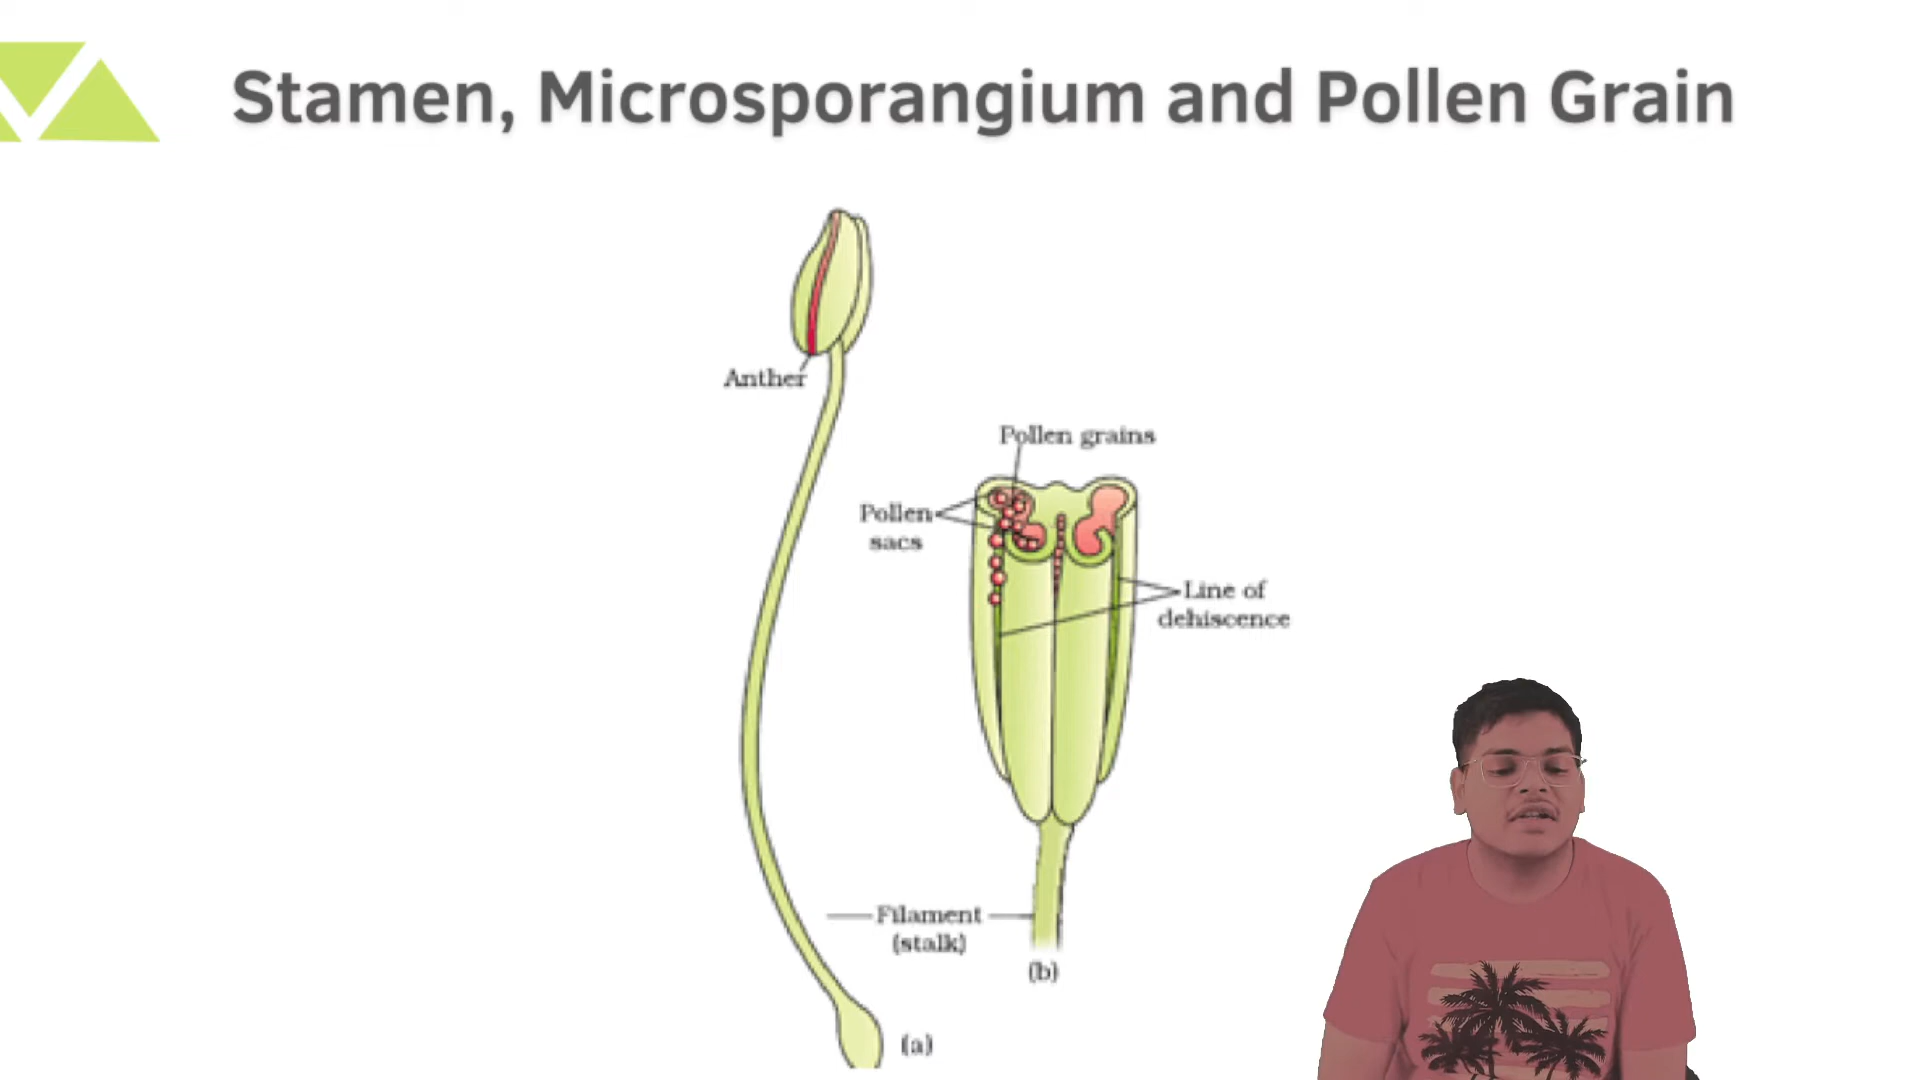 Stamen, Microsporangium and Pollen Grain
Anther
Pollen grains
Pollen
sacs
Line of
dehiscence
Filament
(stalk)
(b)
(a)